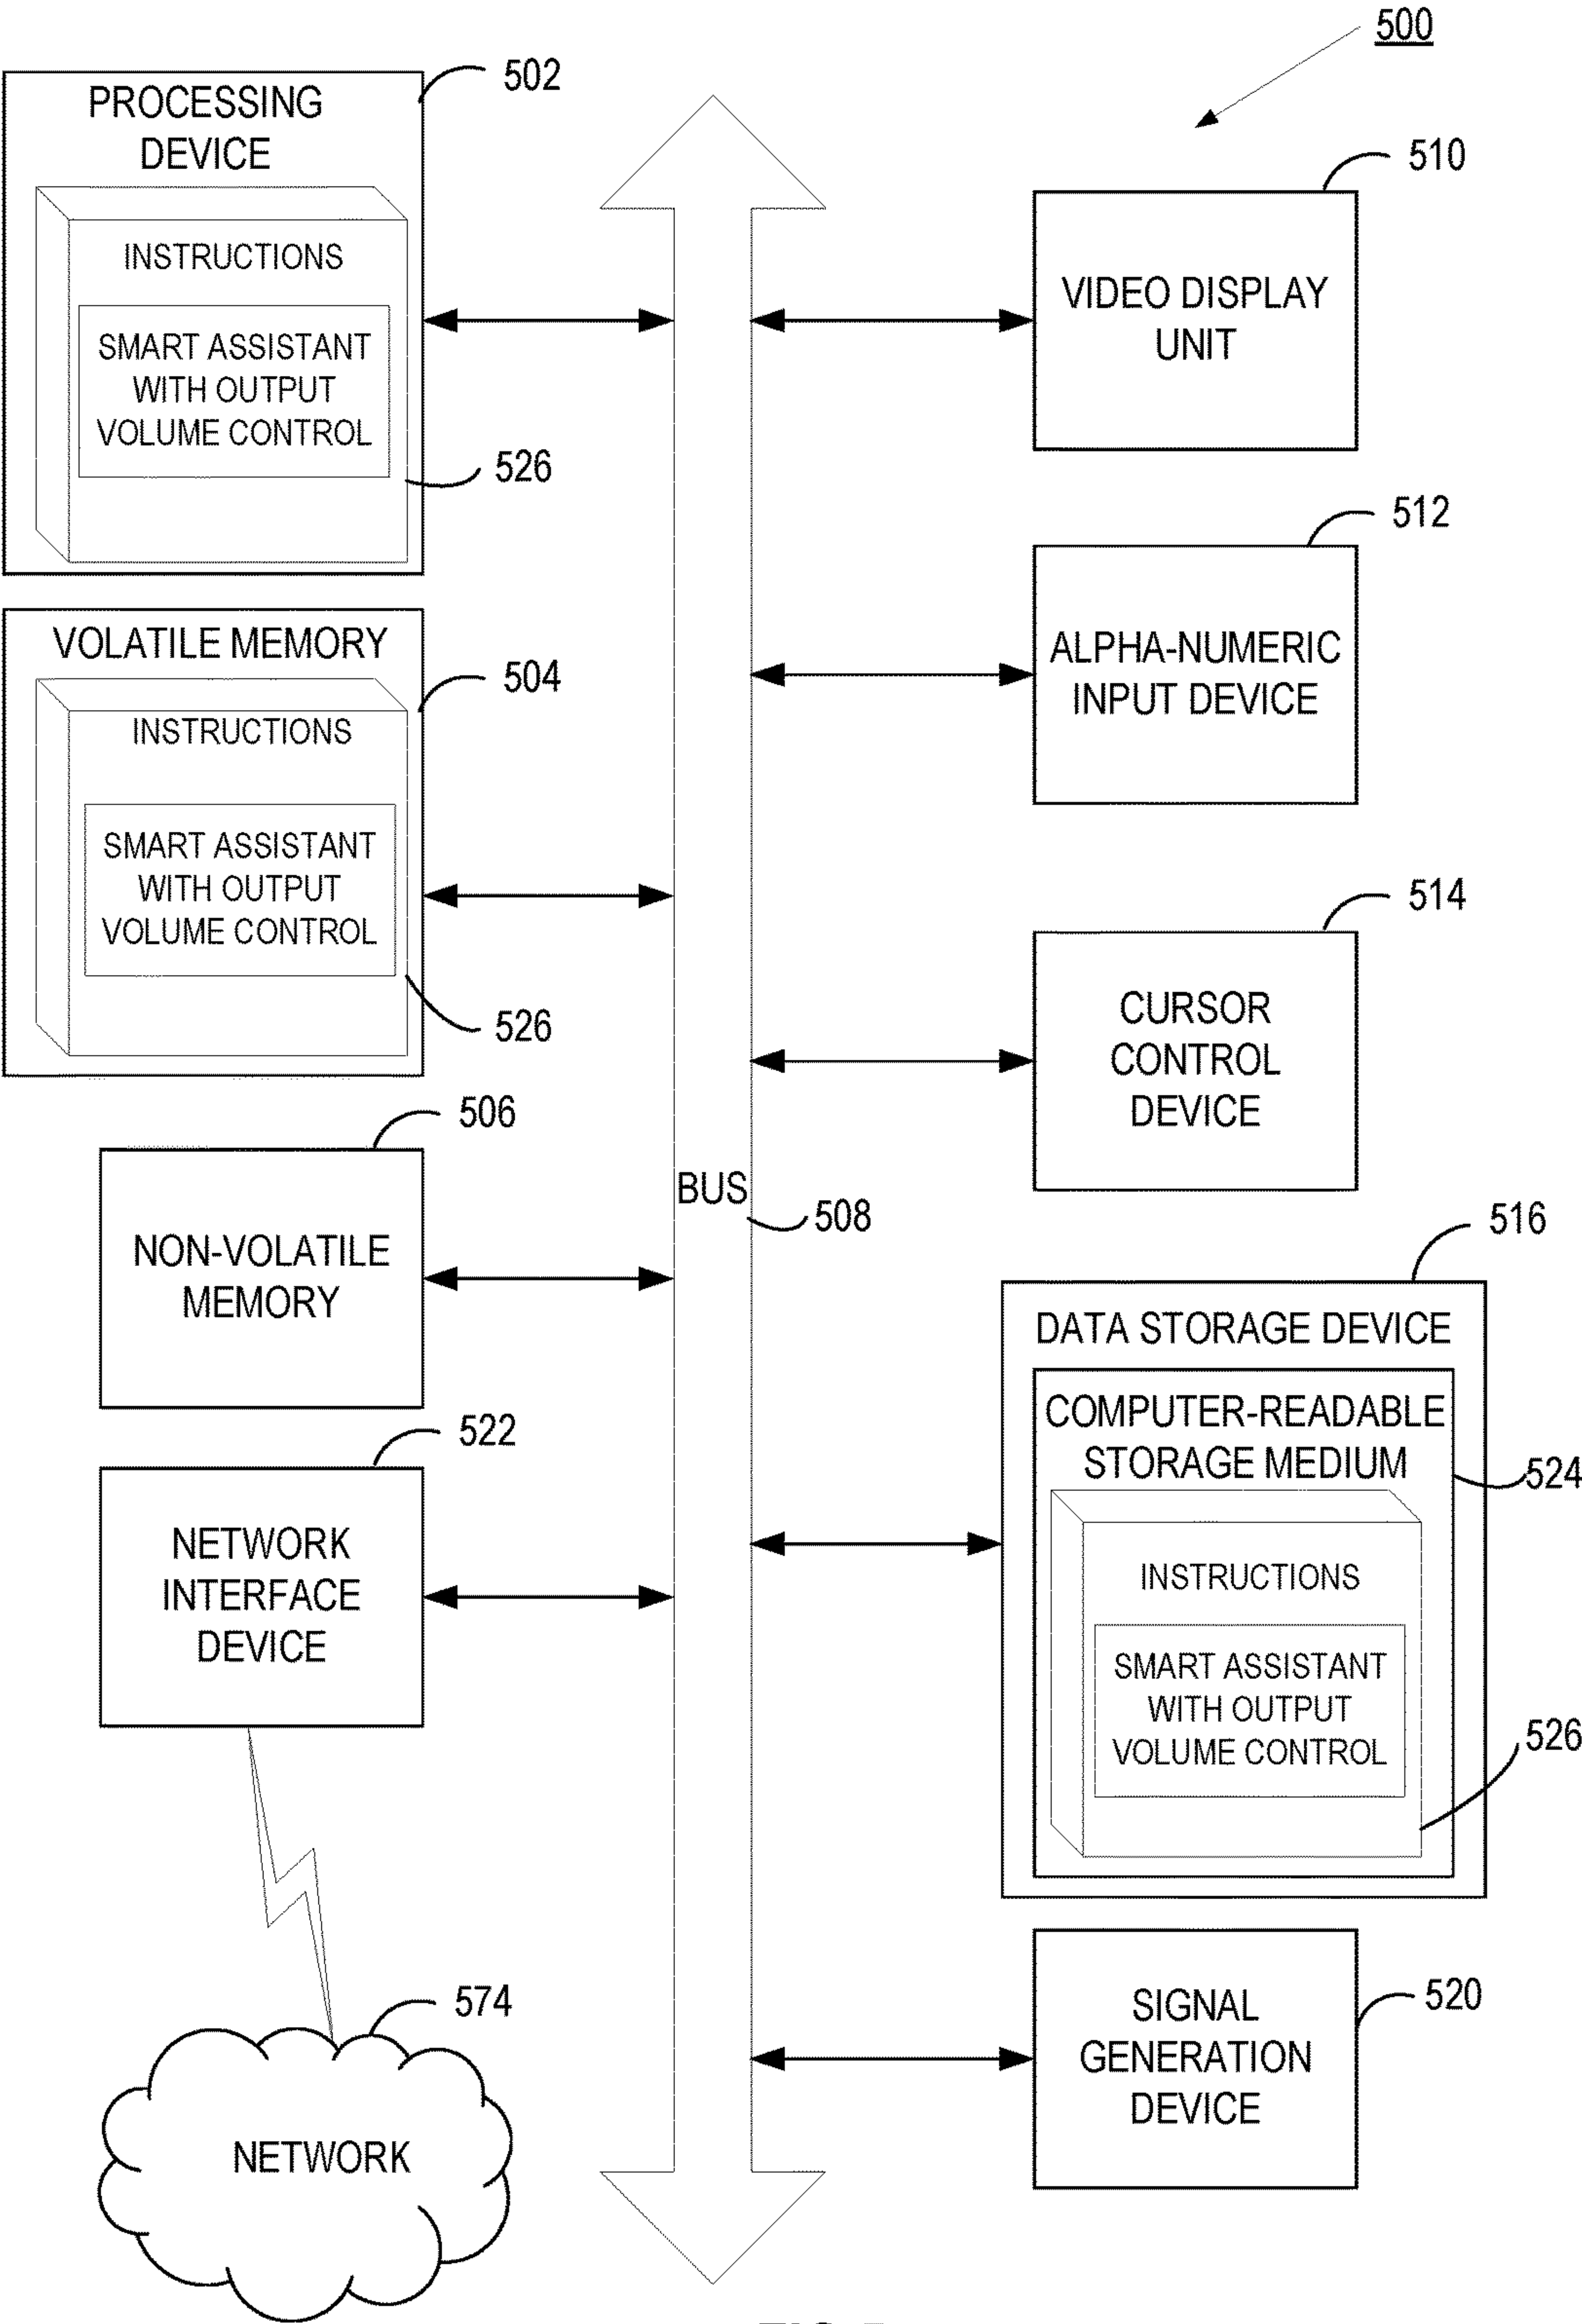 500
502
PROCESSING
DEVICE
INSTRUCTIONS
SMART ASSISTANT
WITH OUTPUT
VOLUME CONTROL
526
VOLATILE MEMORY
504
INSTRUCTIONS
SMART ASSISTANT
WITH OUTPUT
VOLUME CONTROL
526
506
NON-VOLATILE
MEMORY
522
NETWORK
INTERFACE
DEVICE
574
NETWORK
BUS
508
510
VIDEO DISPLAY
UNIT
512
ALPHA-NUMERIC
INPUT DEVICE
514
CURSOR
CONTROL
DEVICE
516
DATA STORAGE DEVICE
COMPUTER-READABLE
STORAGE MEDIUM
524
INSTRUCTIONS
SMART ASSISTANT
WITH OUTPUT
VOLUME CONTROL
526
SIGNAL
GENERATION
DEVICE
520